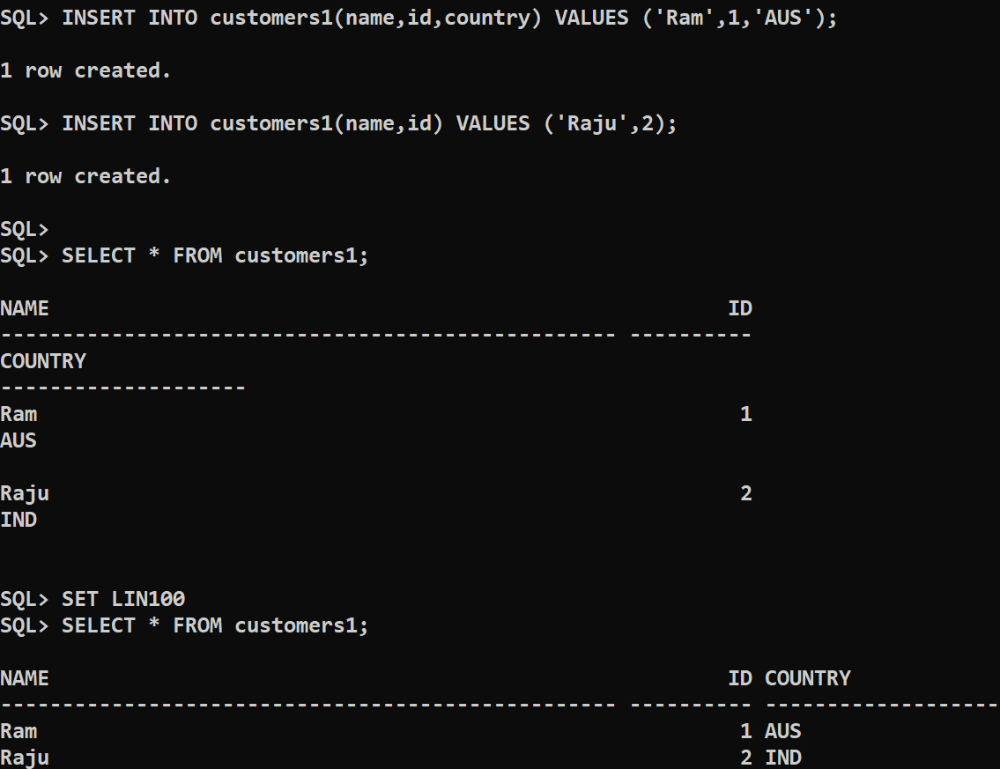 SQL> INSERT INTO customers1(name,id,country) VALUES ('Ram',1,'AUS');
1 row created.
SQL> INSERT INTO customers1(name,id) VALUES ('Raju',2);
1 row created.
SQL>
SQL> SELECT * FROM customers1;
NAME                                                       ID
-------------------------------------------------- ----------
COUNTRY
--------------------
Ram                                                         1
AUS
Raju                                                        2
IND
SQL> SET LIN100
SQL> SELECT * FROM customers1;
NAME                                                       ID COUNTRY
-------------------------------------------------- ---------- -------------------
Ram                                                         1 AUS
Raju                                                        2 IND